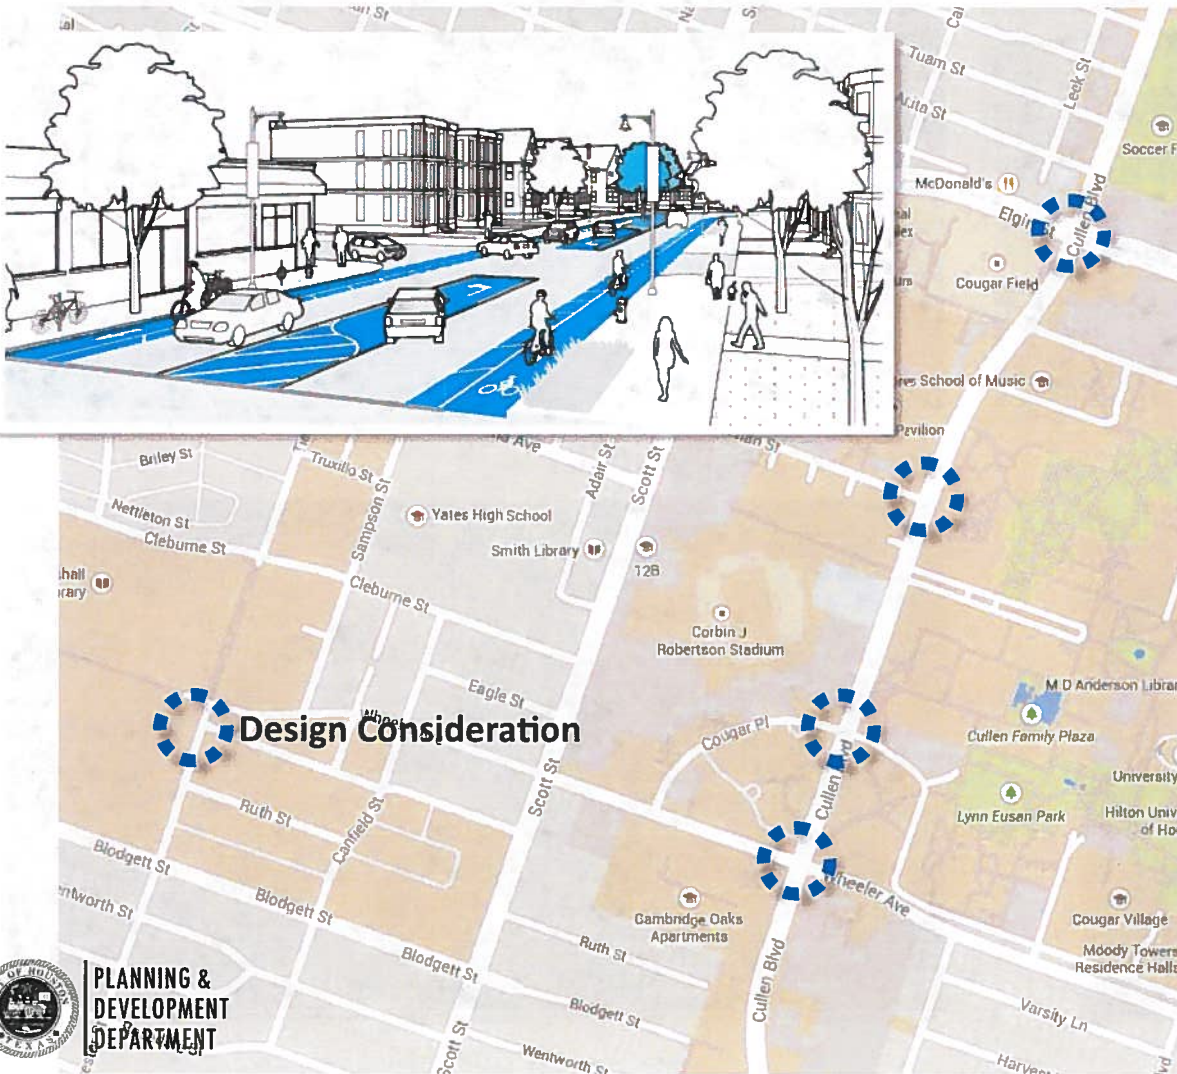 Tuam St
Leek St
Soccer F
McDonald's
Elgin St
Cullen Blvd
Cougar Field
School of Music
Pavilion
Briley St
Truxillo St
Adair St
Scott St
Sampson St
Nettleton St
Yates High School
Cleburne St
Smith Library
128
Cleburne St
Corbin J
Robertson Stadium
Eagle St
M D Anderson Librar
Design Consideration
Cougar Pl
Cullen Family Plaza
Cullen Blvd
University
Scott St
Ruth St
Canfield St
Lynn Eusan Park
Hilton Univ
of Ho
Blodgett St
Wheeler Ave
entworth St
Blodgett St
Cambridge Oaks
Apartments
Cougar Village
Ruth St
Moody Towers
Residence Halls
Blodgett St
Cullen Blvd
PLANNING &
DEVELOPMENT
DEPARTMENT
Blodgett St
Varsity Ln
Scott St
Wentworth St